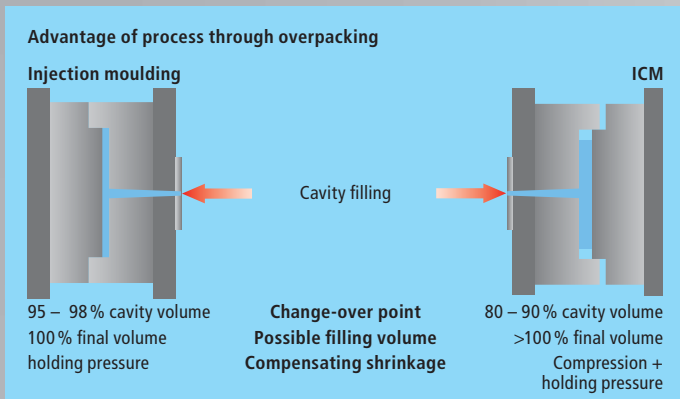 Advantage of process through overpacking
Injection moulding
ICM
Cavity filling
95 – 98 % cavity volume Change-over point 80 – 90 % cavity volume
100 % final volume Possible filling volume >100 % final volume
holding pressure Compensating shrinkage Compression +
holding pressure